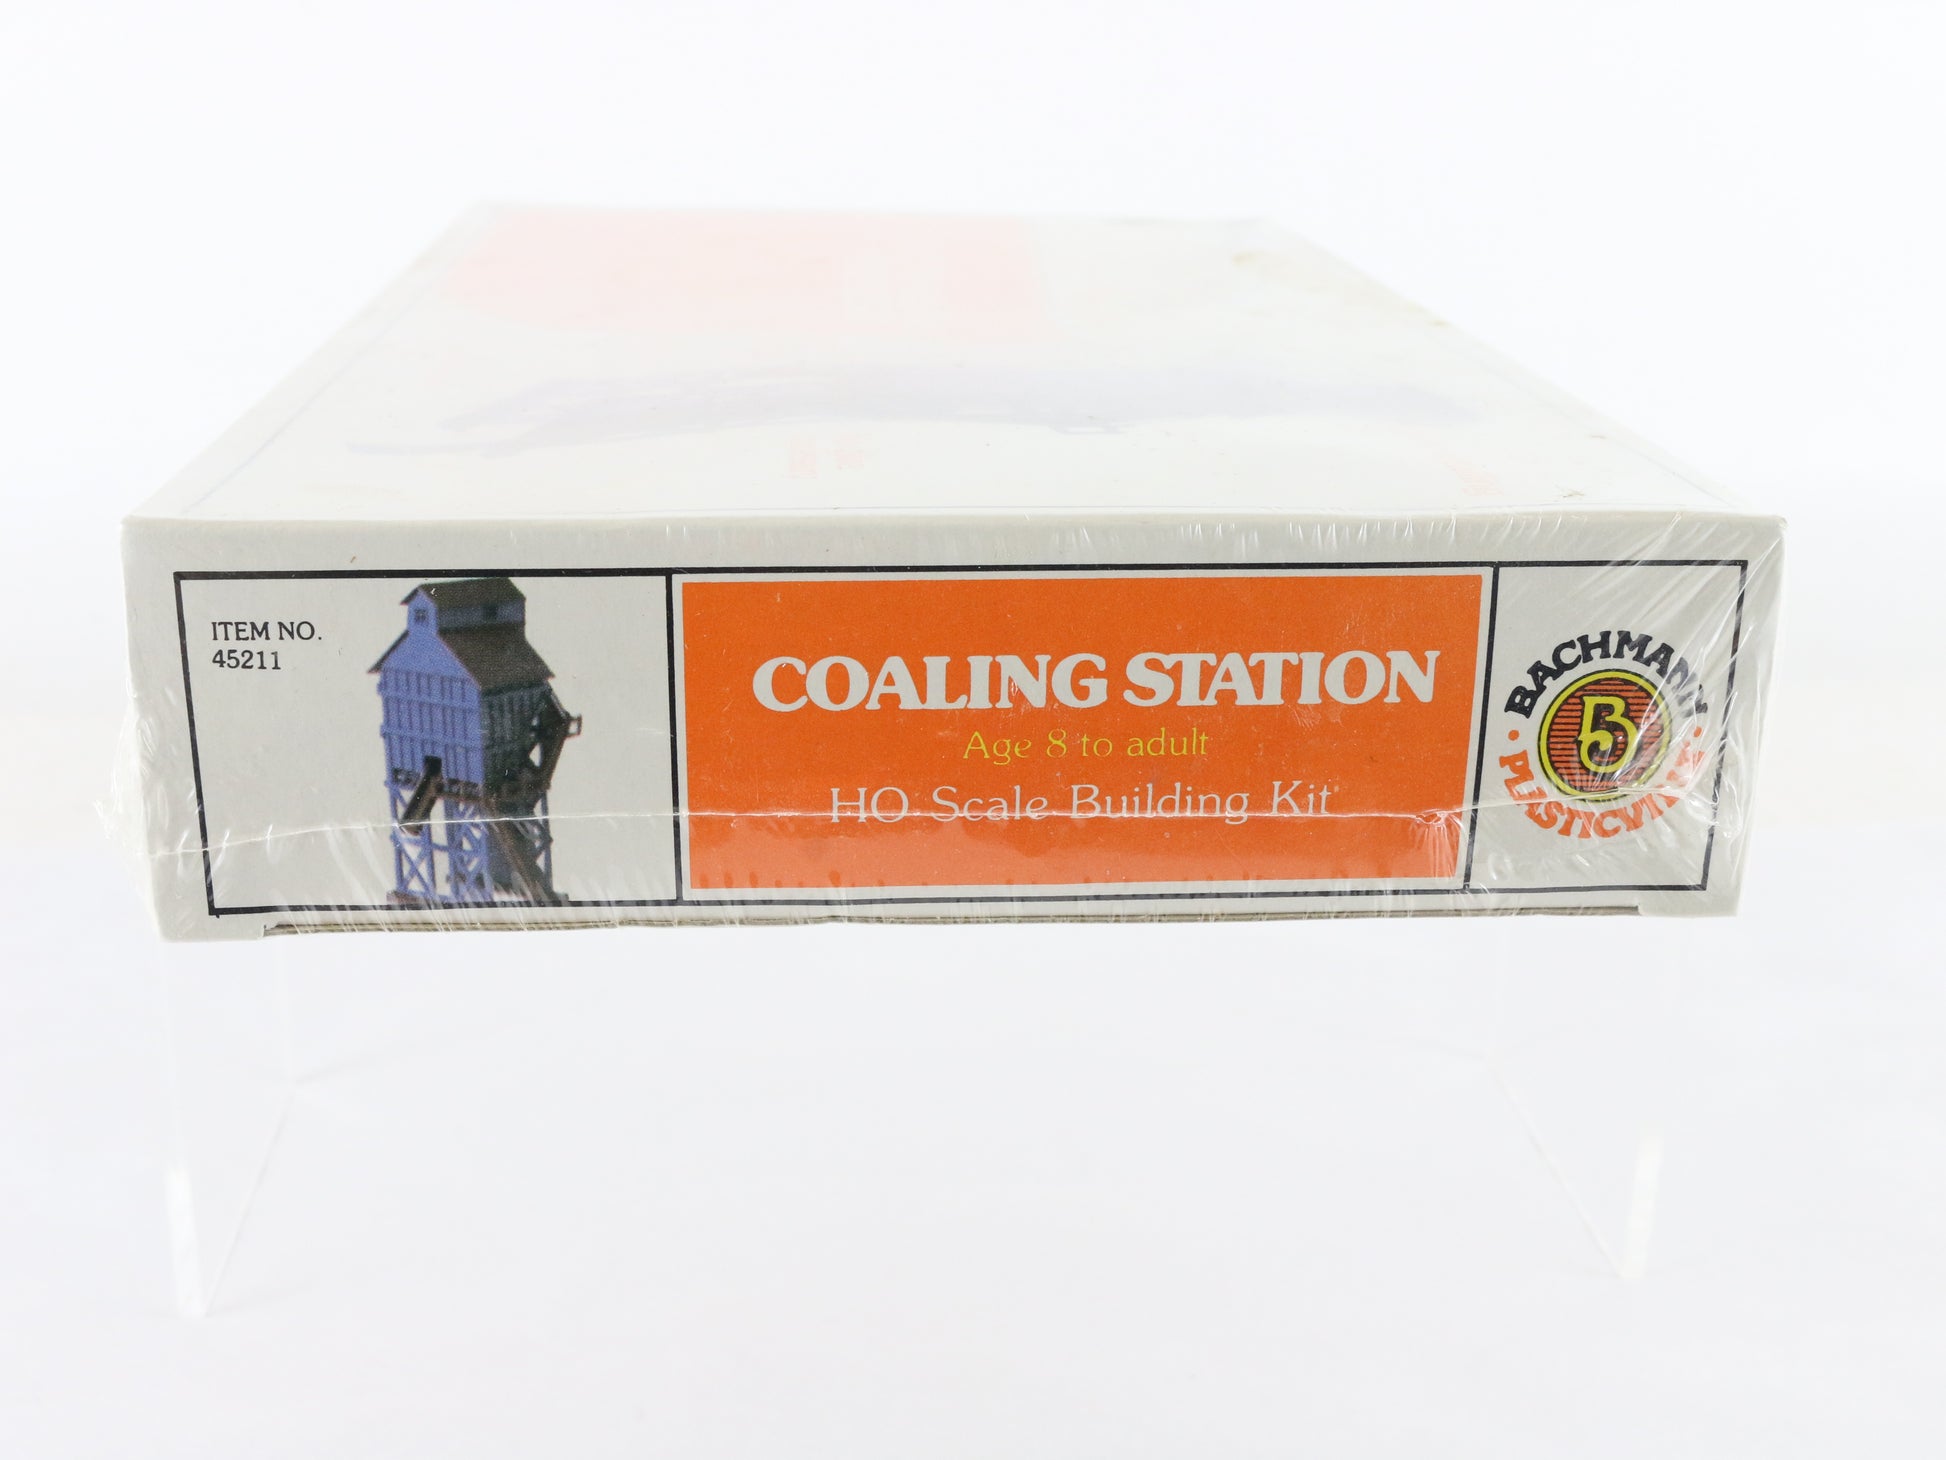 ITEM NO.
45211
COALING STATION
Age 8 to adult
HO Scale Building Kit
BACHMANN
B
• PLASTICVILLE •